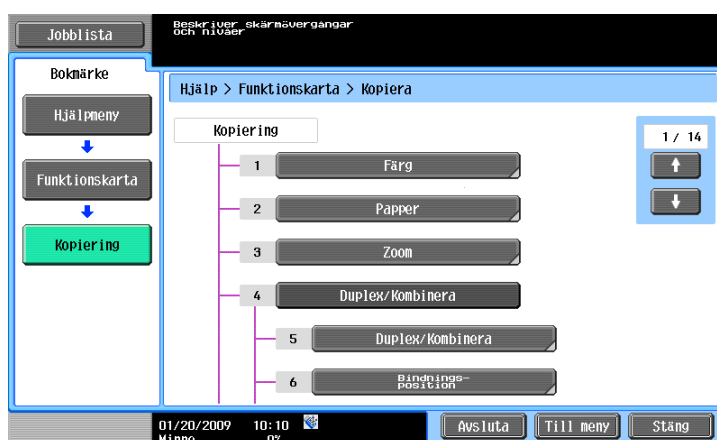 Jobblista
Beskriver skärmövergångar
och nivåer
Bokmärke
Hjälpmeny
Funktionskarta
Kopiering
Hjälp > Funktionskarta > Kopiera
Kopiering
1 / 14
1 Färg
2 Papper
3 Zoom
4 Duplex/Kombinera
5 Duplex/Kombinera
6 Bindnings-
position
01/20/2009 10:10
Minne 0%
Avsluta
Till meny
Stäng